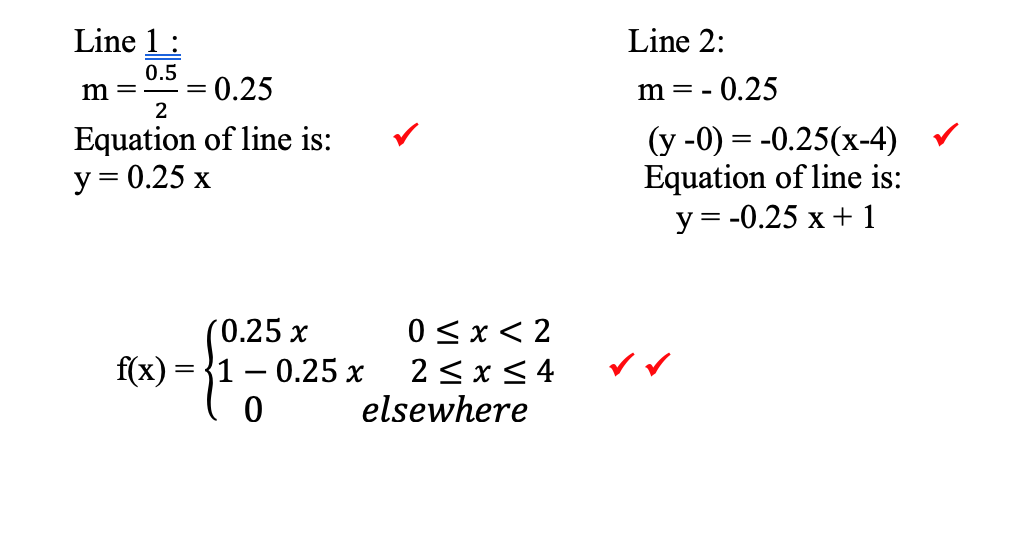 Line 1 :
m = 0.5/2 = 0.25
Equation of line is:
y = 0.25 x
Line 2:
m = - 0.25
(y -0) = -0.25(x-4)
Equation of line is:
y = -0.25 x + 1
f(x) = {0.25 x 0 ≤ x < 2
1 − 0.25 x 2 ≤ x ≤ 4
0 elsewhere